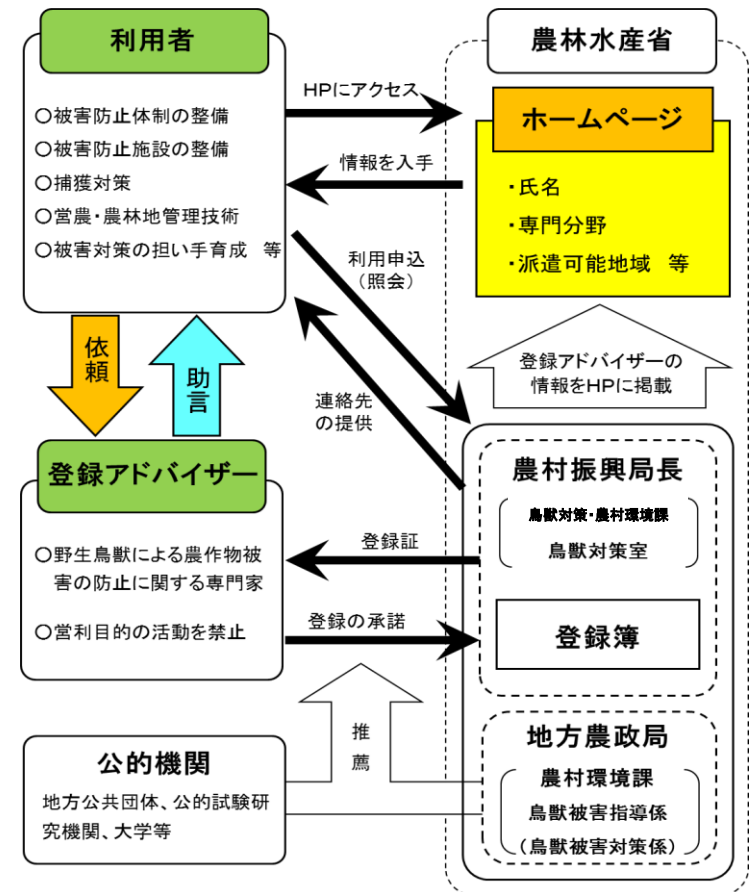 利用者
○被害防止体制の整備
○被害防止施設の整備
○捕獲対策
○営農・農林地管理技術
○被害対策の担い手育成　等
HPにアクセス
情報を入手
利用申込
（照会）
連絡先
の提供
農林水産省
ホームページ
・氏名
・専門分野
・派遣可能地域　等
登録アドバイザーの
情報をHPに掲載
依頼
助言
登録アドバイザー
○野生鳥獣による農作物被
害の防止に関する専門家
○営利目的の活動を禁止
登録証
登録の承諾
農村振興局長
鳥獣対策・農村環境課
鳥獣対策室
登録簿
推薦
公的機関
地方公共団体、公的試験研
究機関、大学等
地方農政局
農村環境課
鳥獣被害指導係
（鳥獣被害対策係）